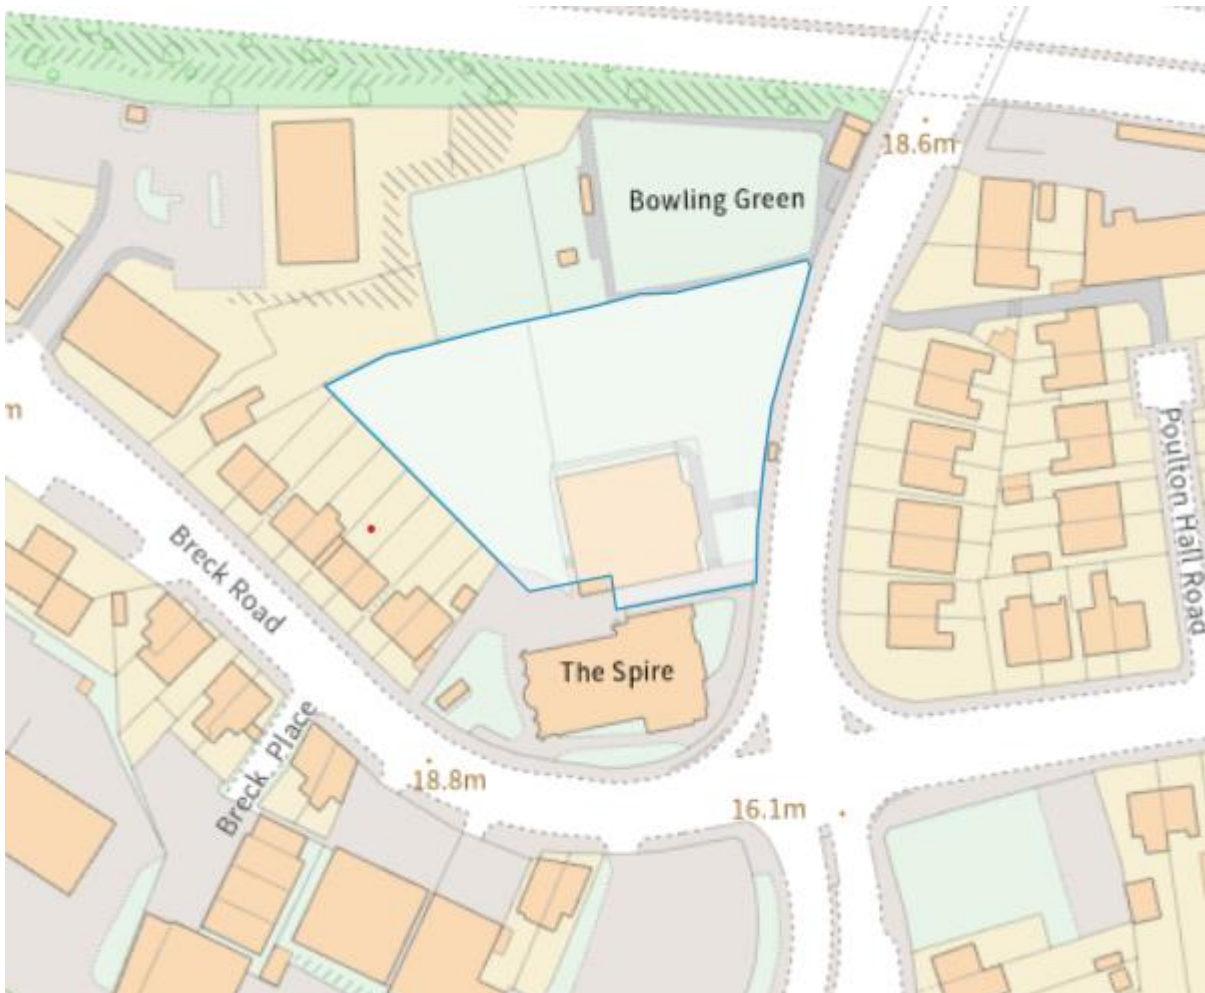 18.6m
Bowling Green
m
Poulton Hall Road
Breck Road
The Spire
Breck Place
18.8m
16.1m